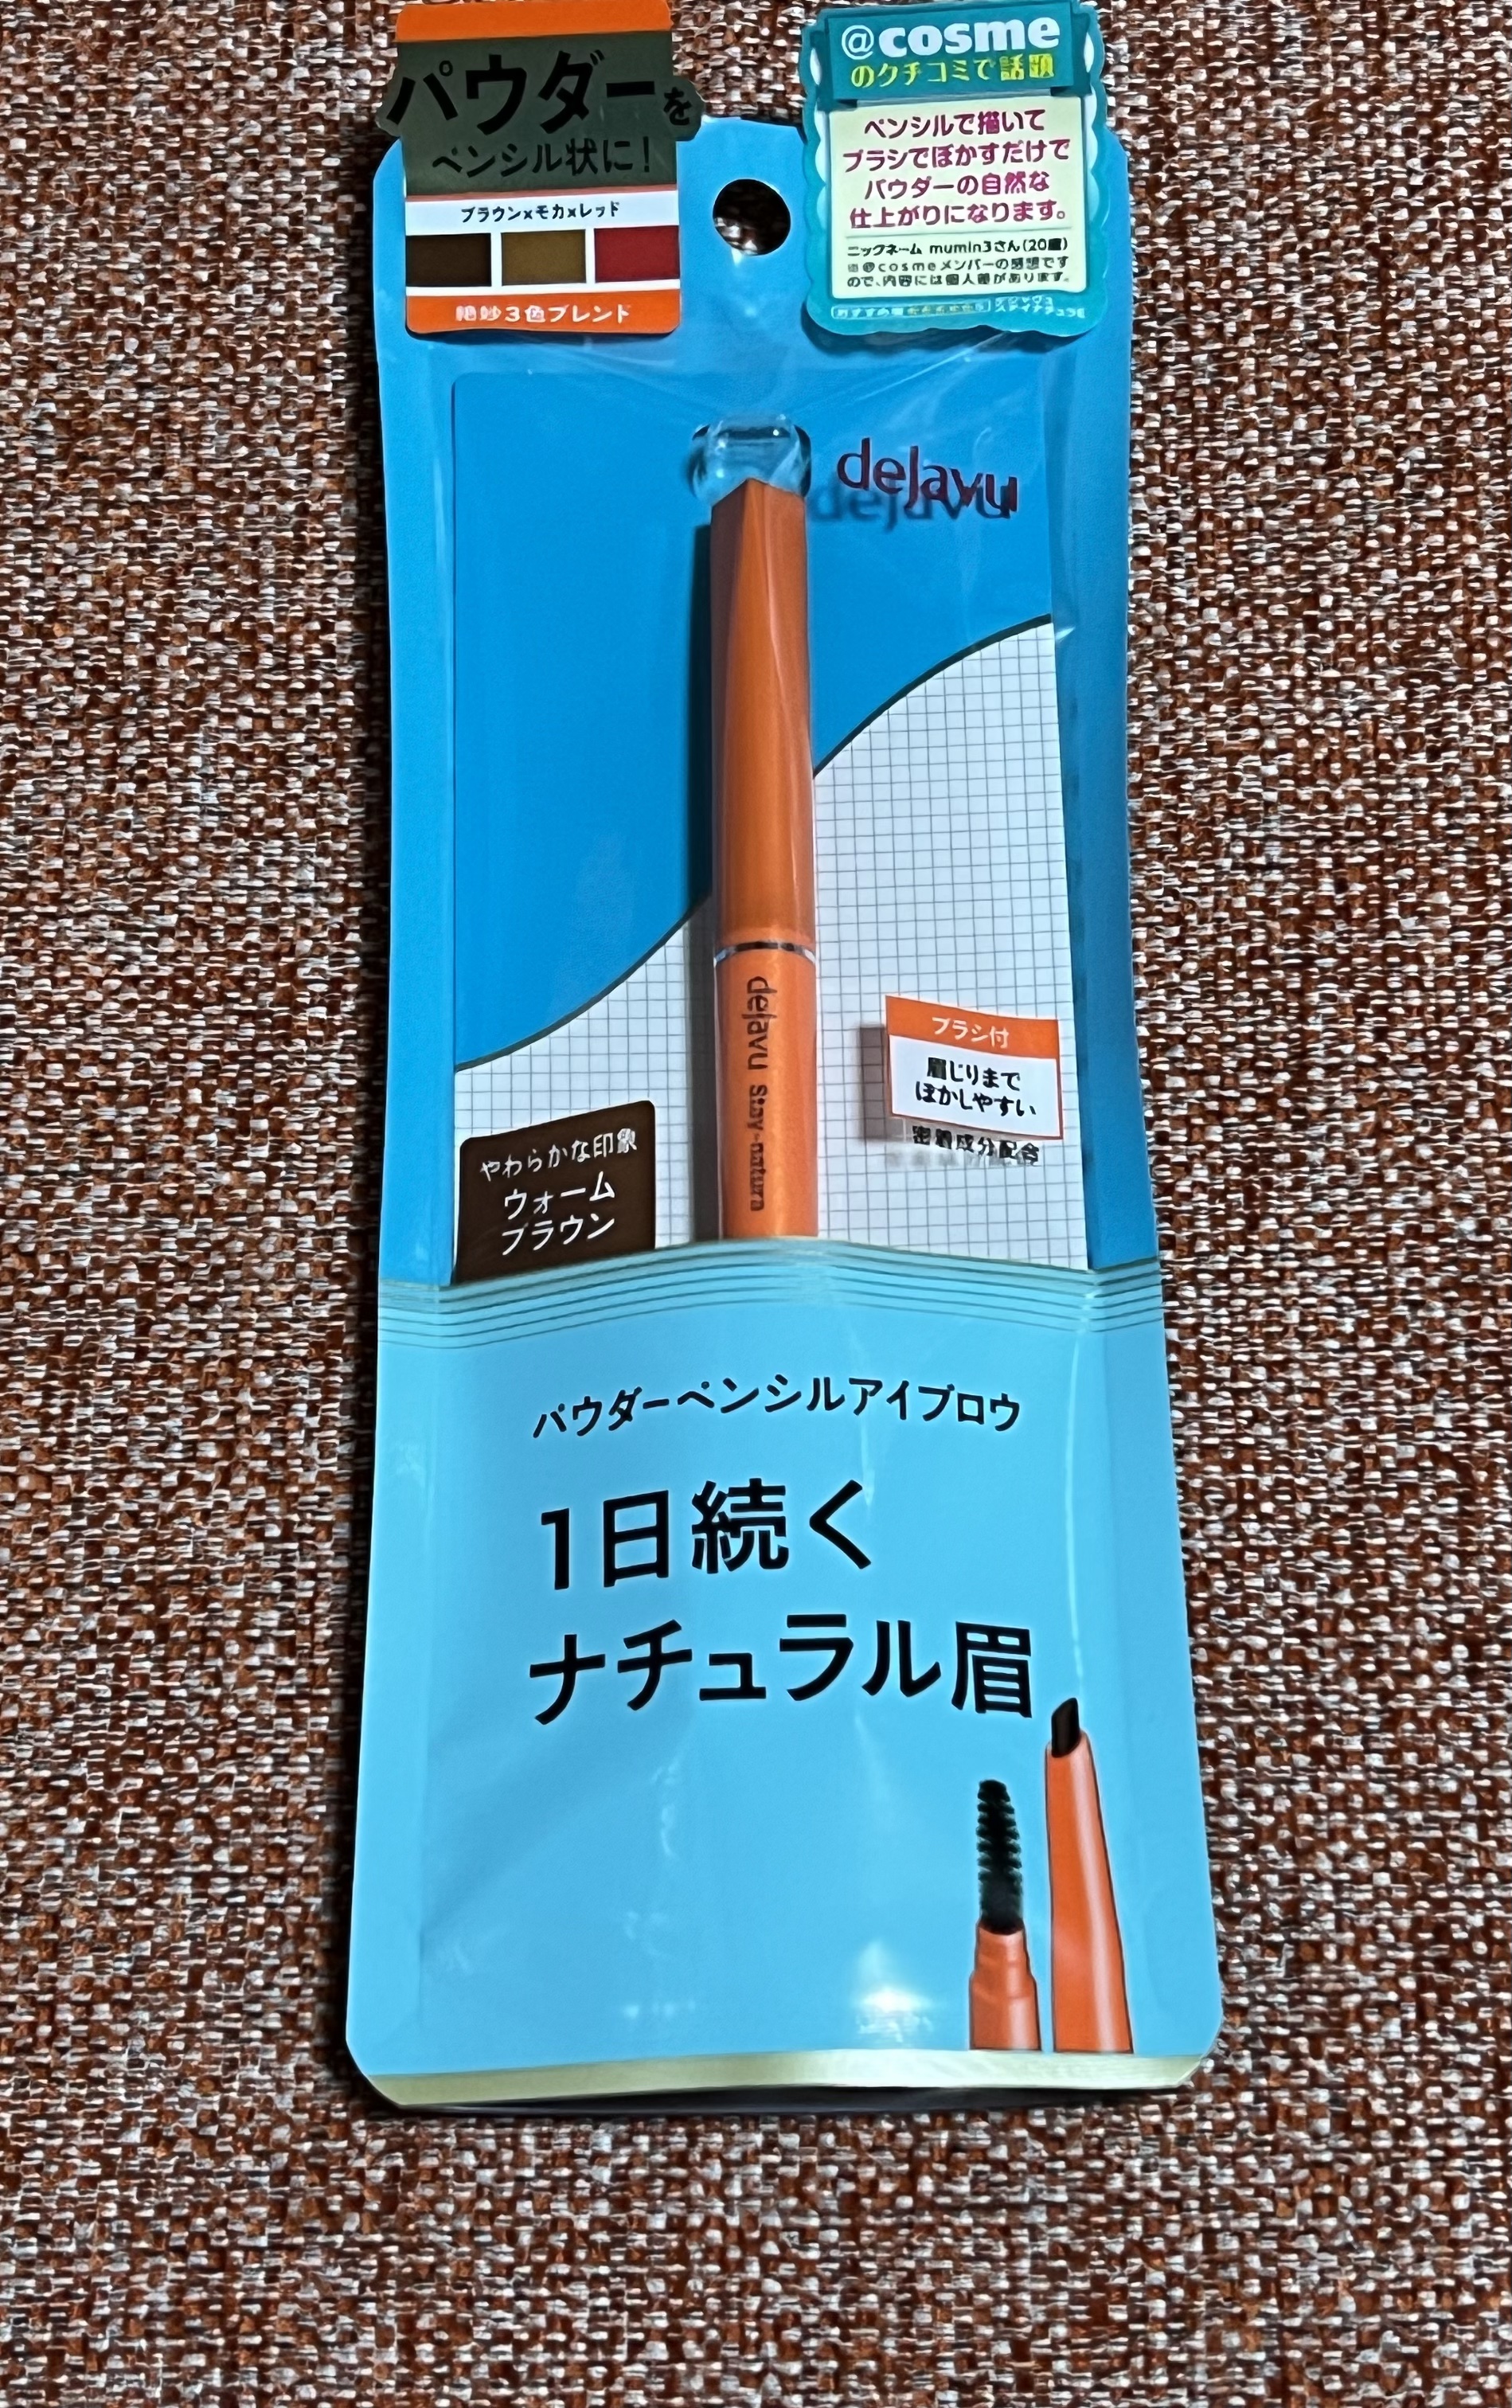 パウダーを
ペンシル状に!
ブラウン×モカ×レッド
絶妙3色ブレンド
@cosme
のクチコミで話題
ペンシルで描いて
ブラシでぼかすだけで
パウダーの自然な
仕上がりになります。
ニックネーム mumin3さん(20歳)
※@cosmeメンバーの感想です
ので、内容には個人差があります。
dejavu
dejavu Stay-natura
ブラシ付
眉じりまで
ぼかしやすい
密着成分配合
やわらかな印象
ウォーム
ブラウン
パウダーペンシルアイブロウ
1日続く
ナチュラル眉